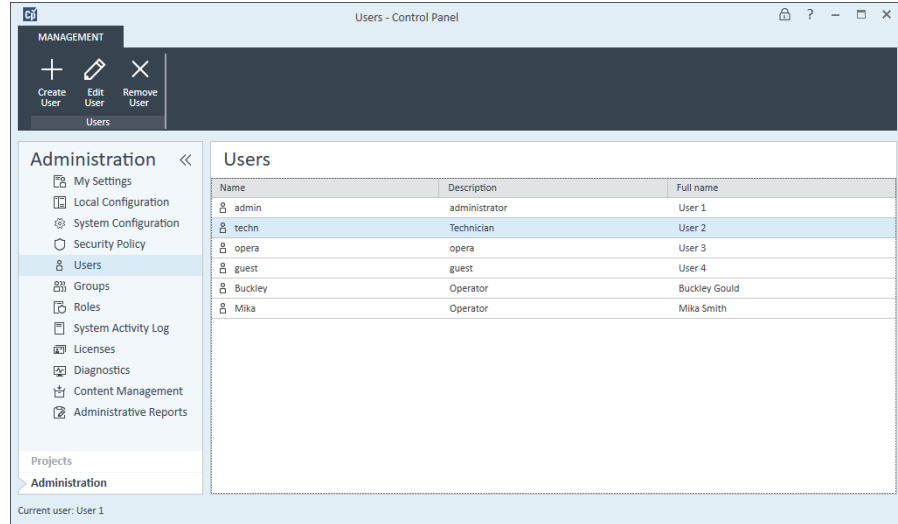 Cp
Users - Control Panel
?
MANAGEMENT
Create User
Edit User
Remove User
Users
Administration
My Settings
Local Configuration
System Configuration
Security Policy
Users
Groups
Roles
System Activity Log
Licenses
Diagnostics
Content Management
Administrative Reports
Projects
Administration
Users
Name Description Full name
admin administrator User 1
techn Technician User 2
opera opera User 3
guest guest User 4
Buckley Operator Buckley Gould
Mika Operator Mika Smith
Current user: User 1